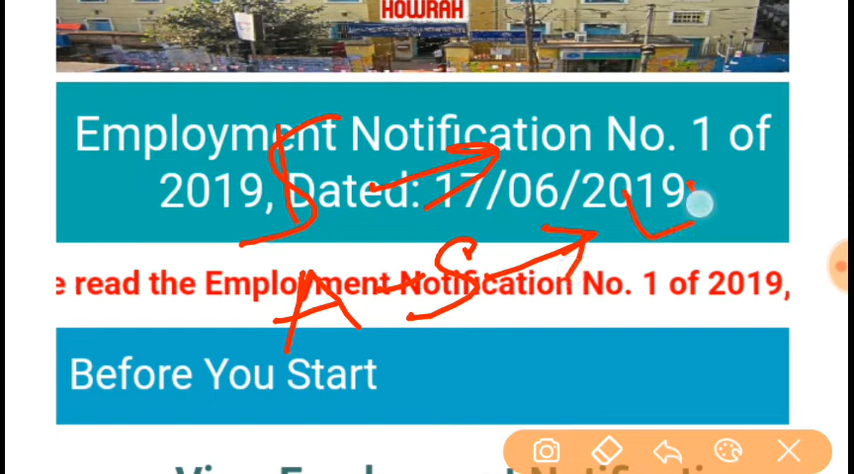 HOWRAH
Employment Notification No. 1 of
2019, Dated: 17/06/2019
S
L
e read the Employment Notification No. 1 of 2019,
A S
Before You Start